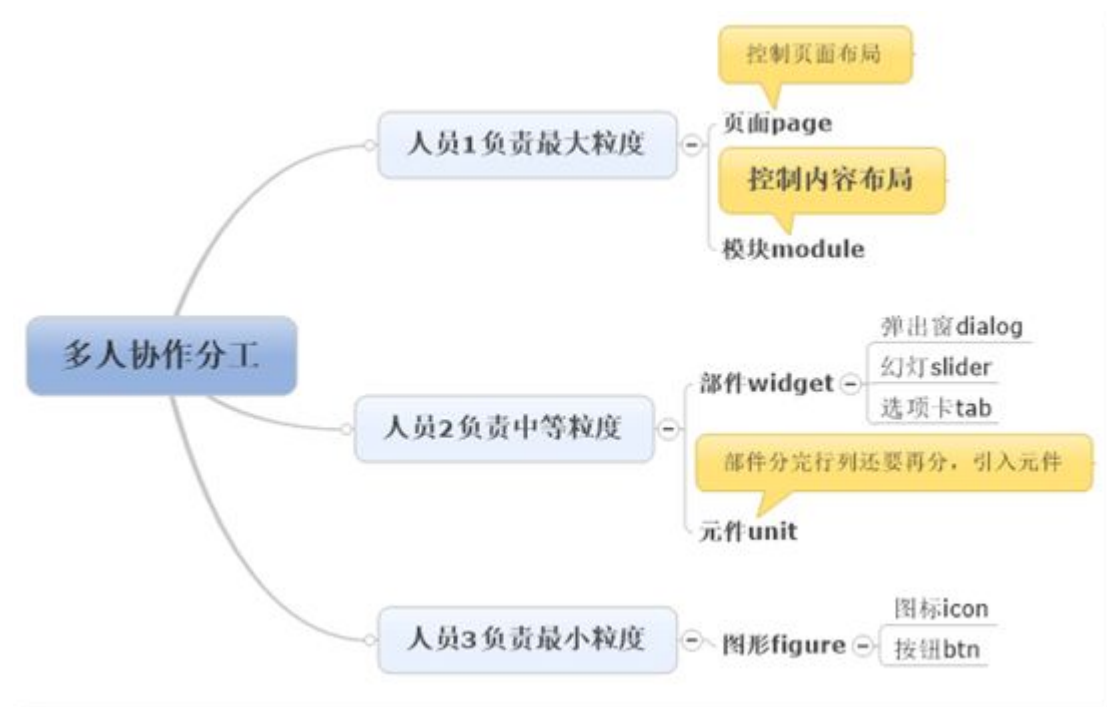 多人协作分工
人员1负责最大粒度
控制页面布局
页面page
控制内容布局
模块module
人员2负责中等粒度
部件widget
弹出窗dialog
幻灯slider
选项卡tab
部件分完行列还要再分，引入元件
元件unit
人员3负责最小粒度
图形figure
图标icon
按钮btn